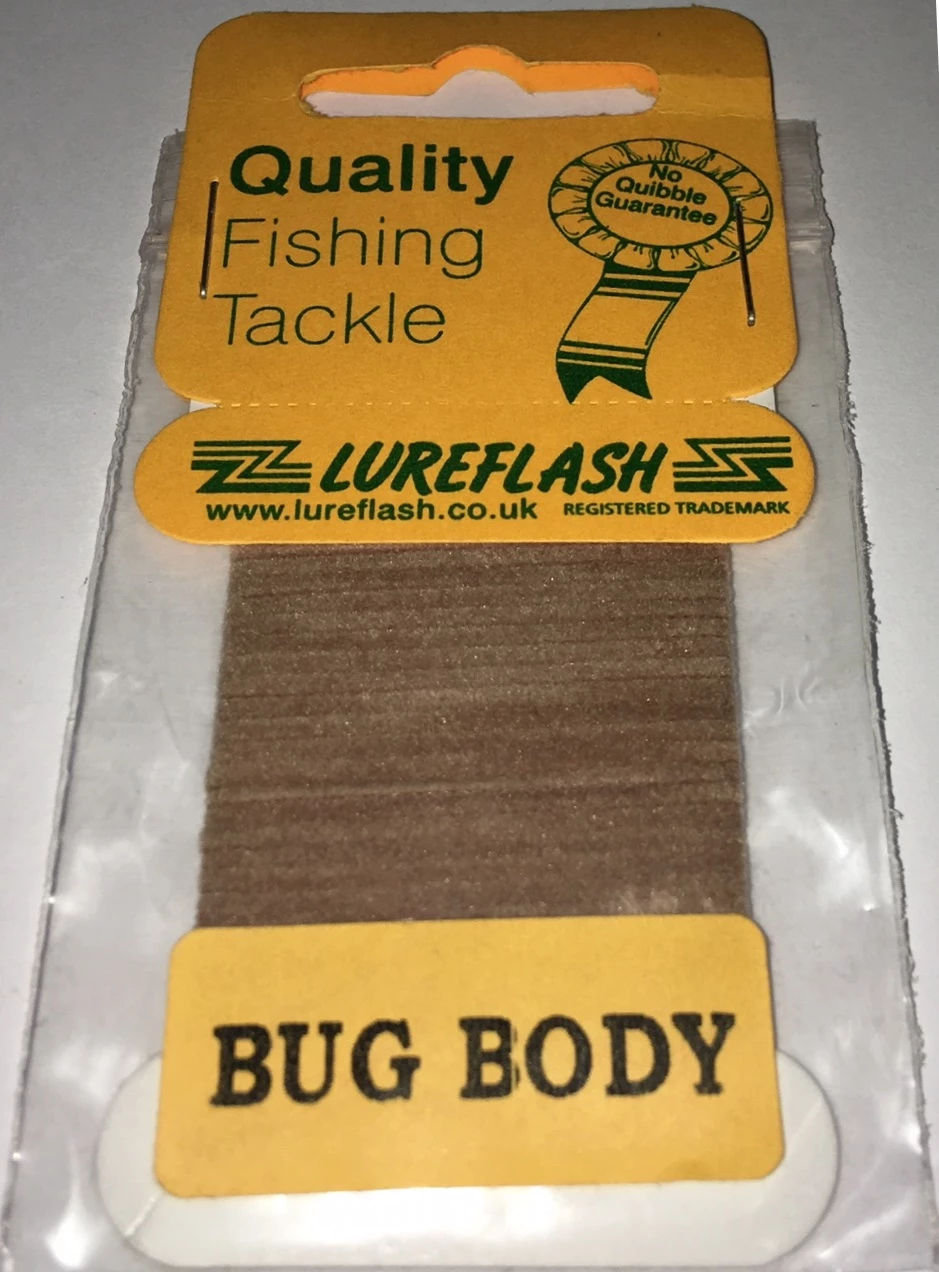 Quality
Fishing
Tackle
No
Quibble
Guarantee
LUREFLASH
www.lureflash.co.uk REGISTERED TRADEMARK
BUG BODY